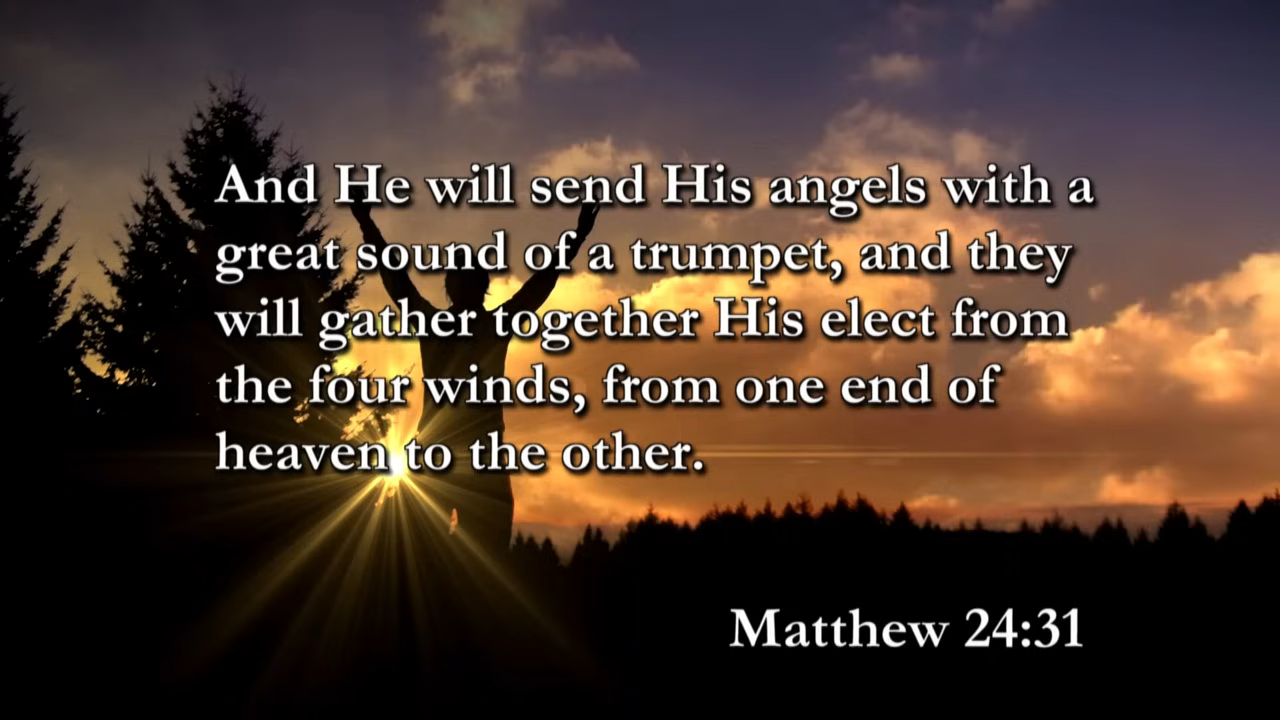 And He will send His angels with a
great sound of a trumpet, and they
will gather together His elect from
the four winds, from one end of
heaven to the other.
Matthew 24:31